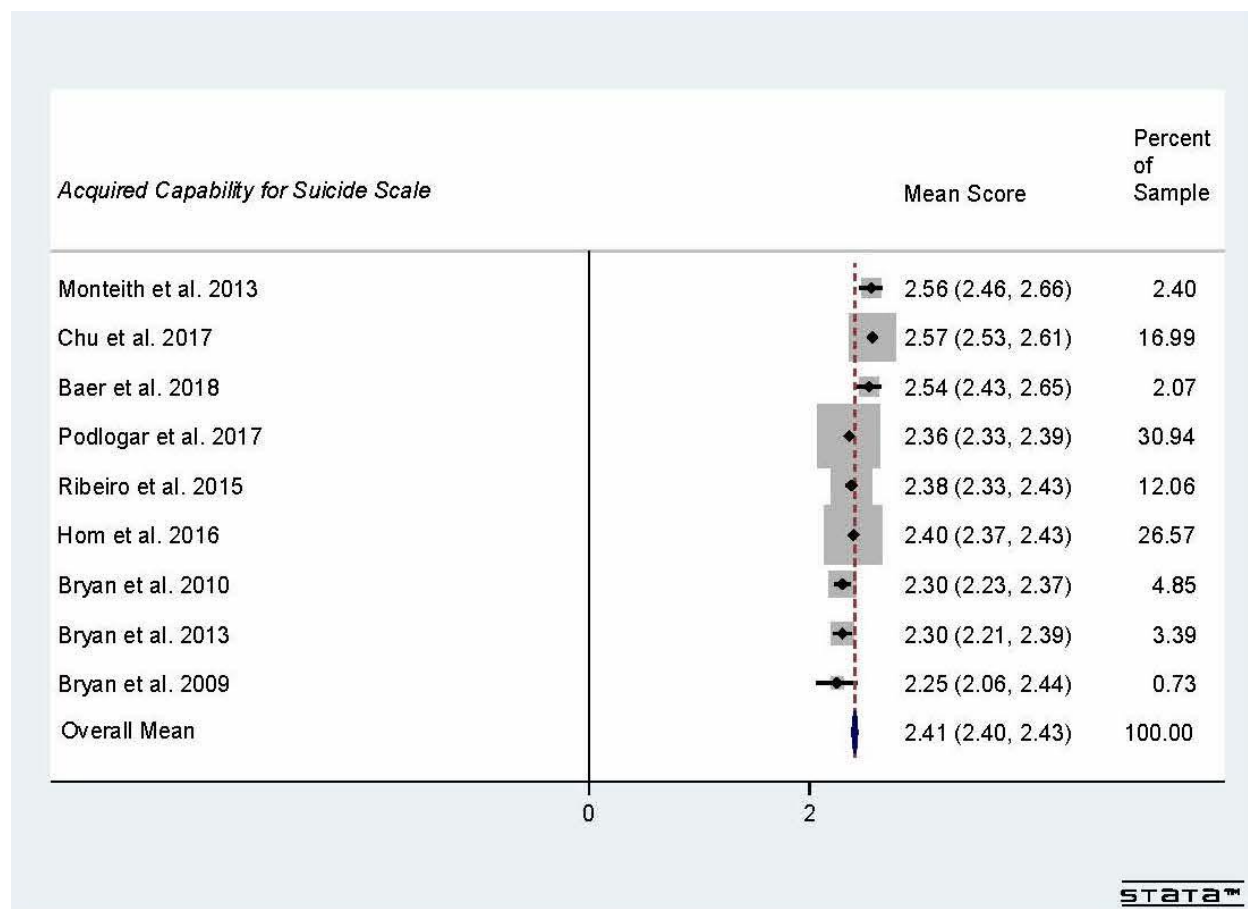 Percent
of
Acquired Capability for Suicide Scale Mean Score Sample
Monteith et al. 2013 2.56 (2.46, 2.66) 2.40
Chu et al. 2017 2.57 (2.53, 2.61) 16.99
Baer et al. 2018 2.54 (2.43, 2.65) 2.07
Podlogar et al. 2017 2.36 (2.33, 2.39) 30.94
Ribeiro et al. 2015 2.38 (2.33, 2.43) 12.06
Hom et al. 2016 2.40 (2.37, 2.43) 26.57
Bryan et al. 2010 2.30 (2.23, 2.37) 4.85
Bryan et al. 2013 2.30 (2.21, 2.39) 3.39
Bryan et al. 2009 2.25 (2.06, 2.44) 0.73
Overall Mean 2.41 (2.40, 2.43) 100.00
0 2
STATA™